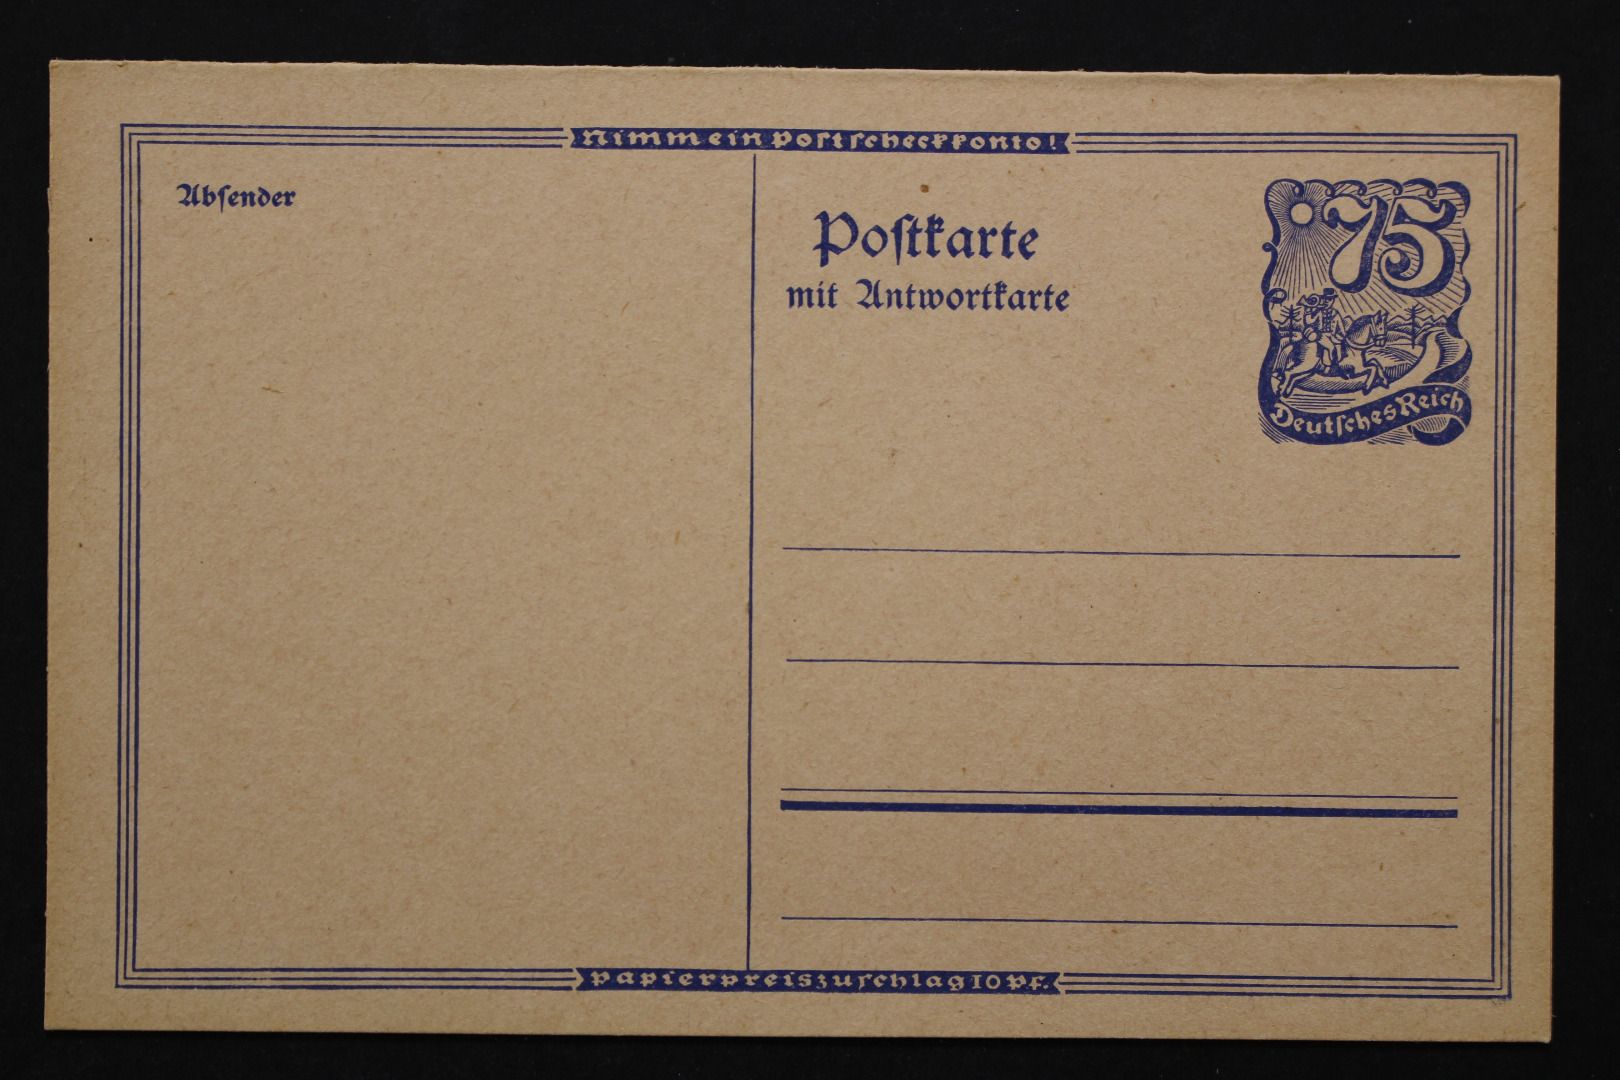 Nimm ein Poſtſcheckkonto!
Abſender
Poſtkarte
mit Antwortkarte
75
Deutſches Reich
Papierpreiszuſchlag 10 Pf.